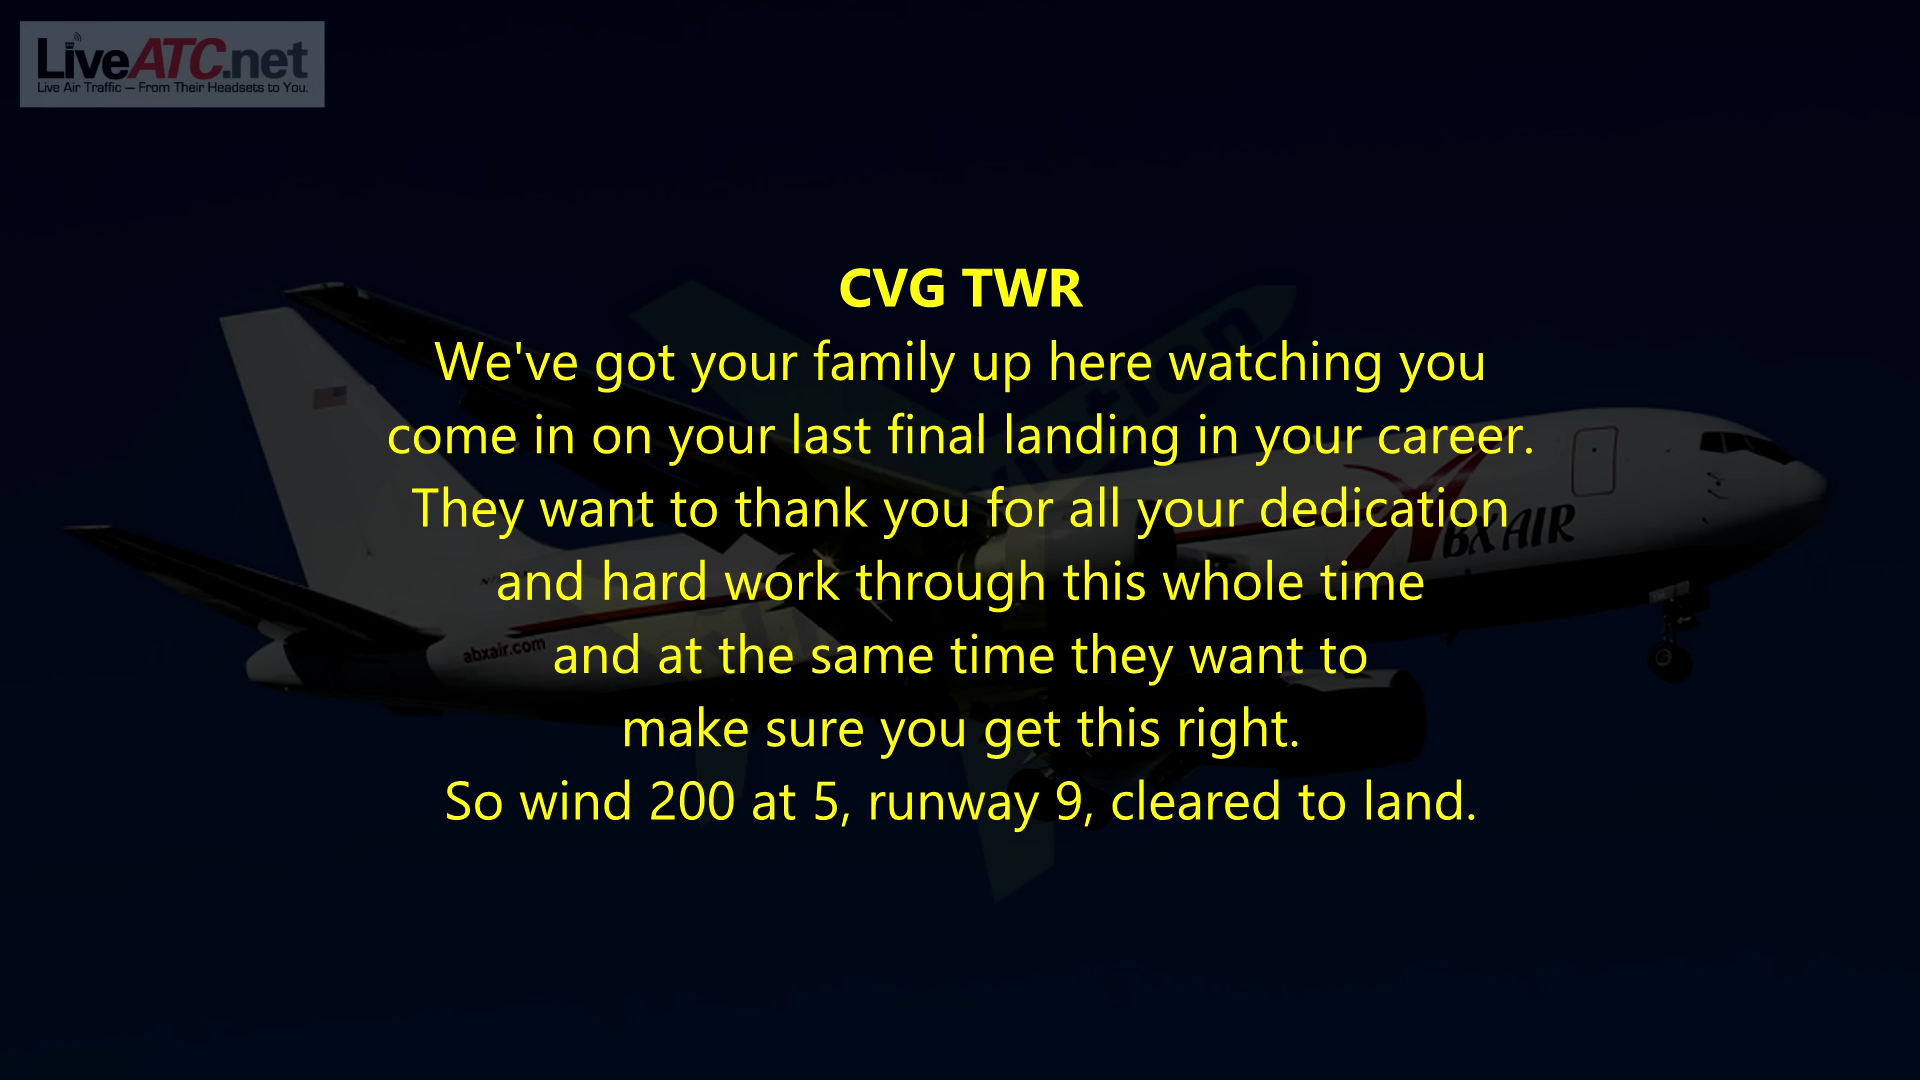 LiveATC.net
Live Air Traffic — From Their Headsets to You.
CVG TWR
We've got your family up here watching you
come in on your last final landing in your career.
They want to thank you for all your dedication
and hard work through this whole time
and at the same time they want to
make sure you get this right.
So wind 200 at 5, runway 9, cleared to land.
ABX AIR
abxair.com